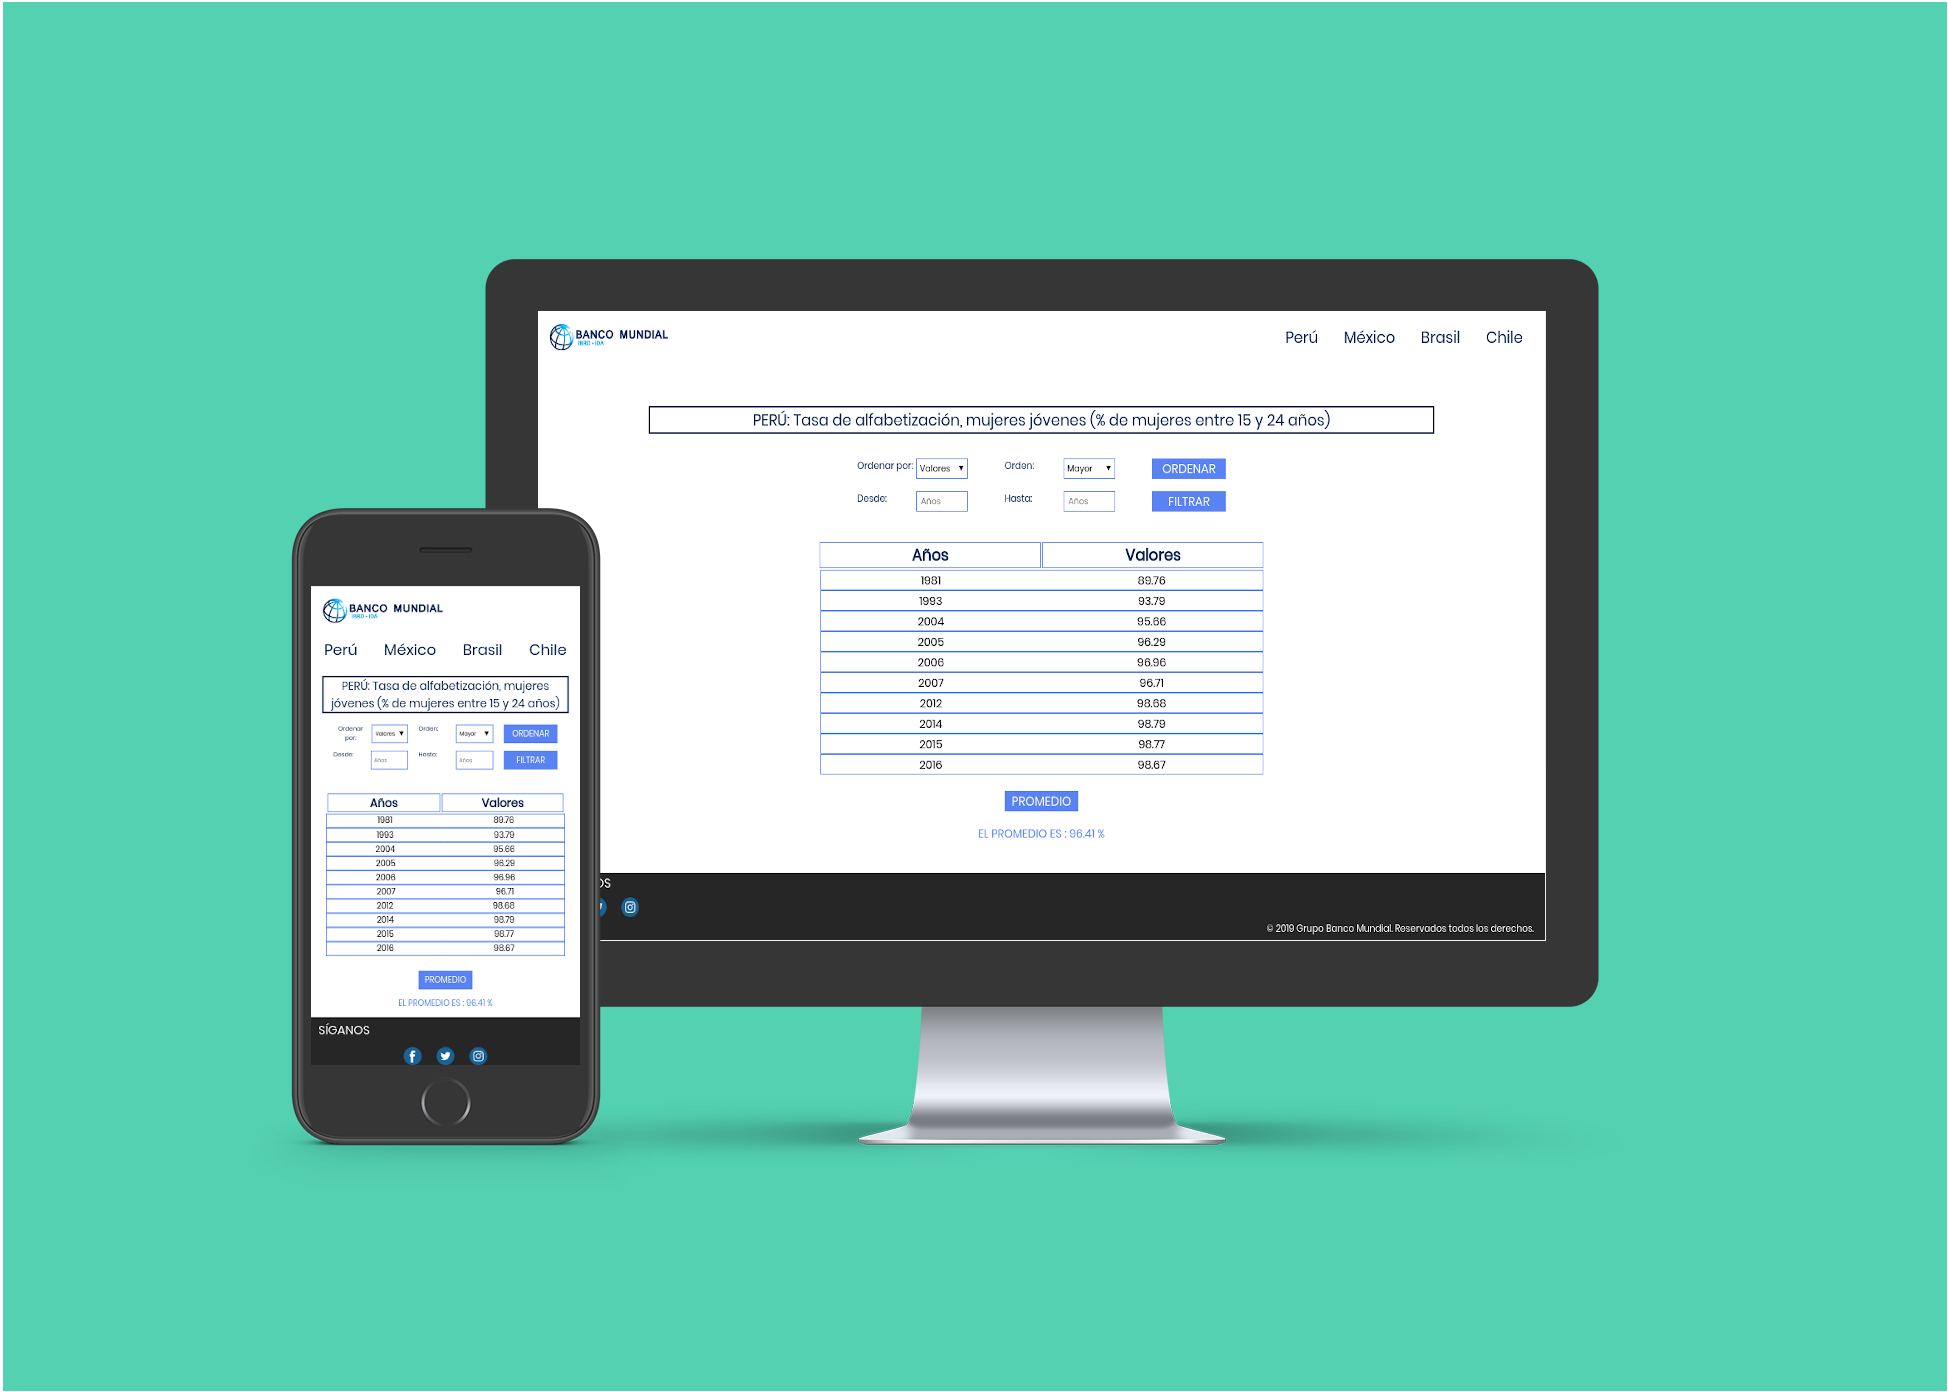 BANCO MUNDIAL
IBRD • IDA
Perú México Brasil Chile
PERÚ: Tasa de alfabetización, mujeres jóvenes (% de mujeres entre 15 y 24 años)
Ordenar por: Valores Orden: Mayor ORDENAR
Desde: Años Hasta: Años FILTRAR
Años Valores
1981 89.76
1993 93.79
2004 95.66
2005 96.29
2006 96.96
2007 96.71
2012 98.68
2014 98.79
2015 98.77
2016 98.67
PROMEDIO
EL PROMEDIO ES : 96.41 %
OS
© 2019 Grupo Banco Mundial. Reservados todos los derechos.
BANCO MUNDIAL
IBRD • IDA
Perú México Brasil Chile
PERÚ: Tasa de alfabetización, mujeres
jóvenes (% de mujeres entre 15 y 24 años)
Ordenar
por: Valores Orden: Mayor ORDENAR
Desde: Años Hasta: Años FILTRAR
Años Valores
1981 89.76
1993 93.79
2004 95.66
2005 96.29
2006 96.96
2007 96.71
2012 98.68
2014 98.79
2015 98.77
2016 98.67
PROMEDIO
EL PROMEDIO ES : 96.41 %
SÍGANOS